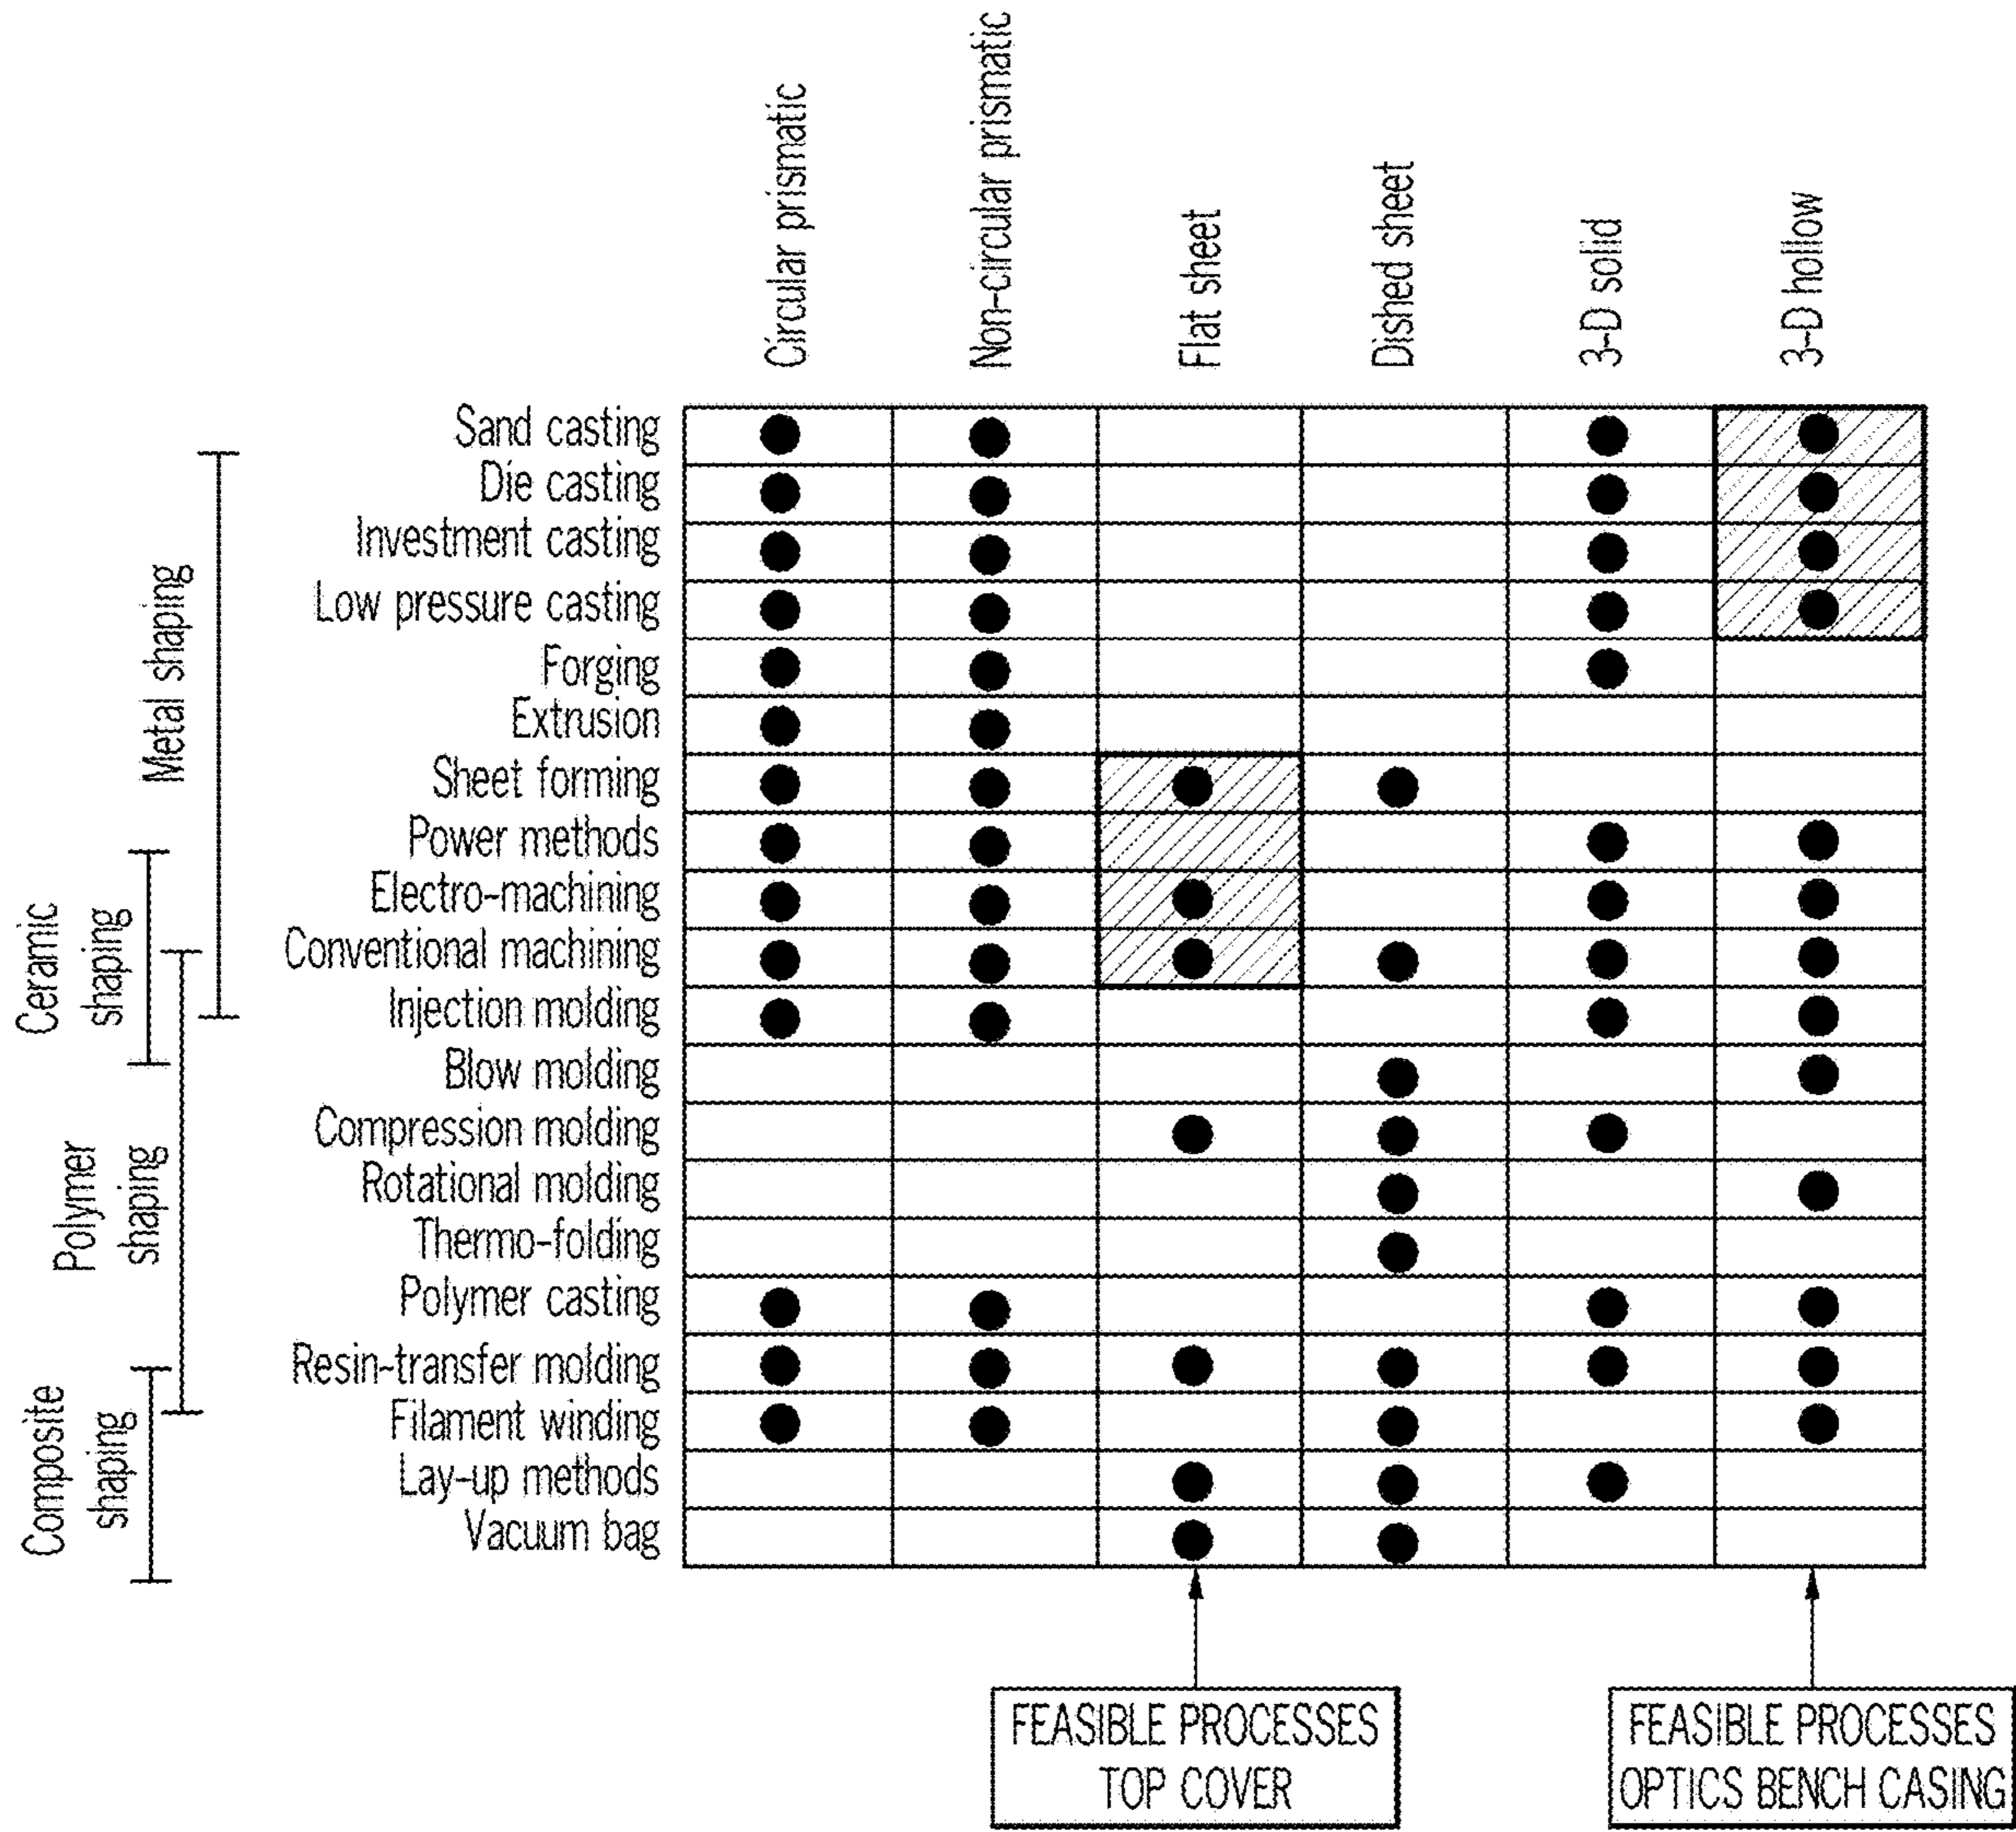 Circular prismatic
Non-circular prismatic
Flat sheet
Dished sheet
3-D solid
3-D hollow
Metal shaping
Ceramic
shaping
Polymer
shaping
Composite
shaping
Sand casting
Die casting
Investment casting
Low pressure casting
Forging
Extrusion
Sheet forming
Power methods
Electro-machining
Conventional machining
Injection molding
Blow molding
Compression molding
Rotational molding
Thermo-folding
Polymer casting
Resin-transfer molding
Filament winding
Lay-up methods
Vacuum bag
FEASIBLE PROCESSES
TOP COVER
FEASIBLE PROCESSES
OPTICS BENCH CASING